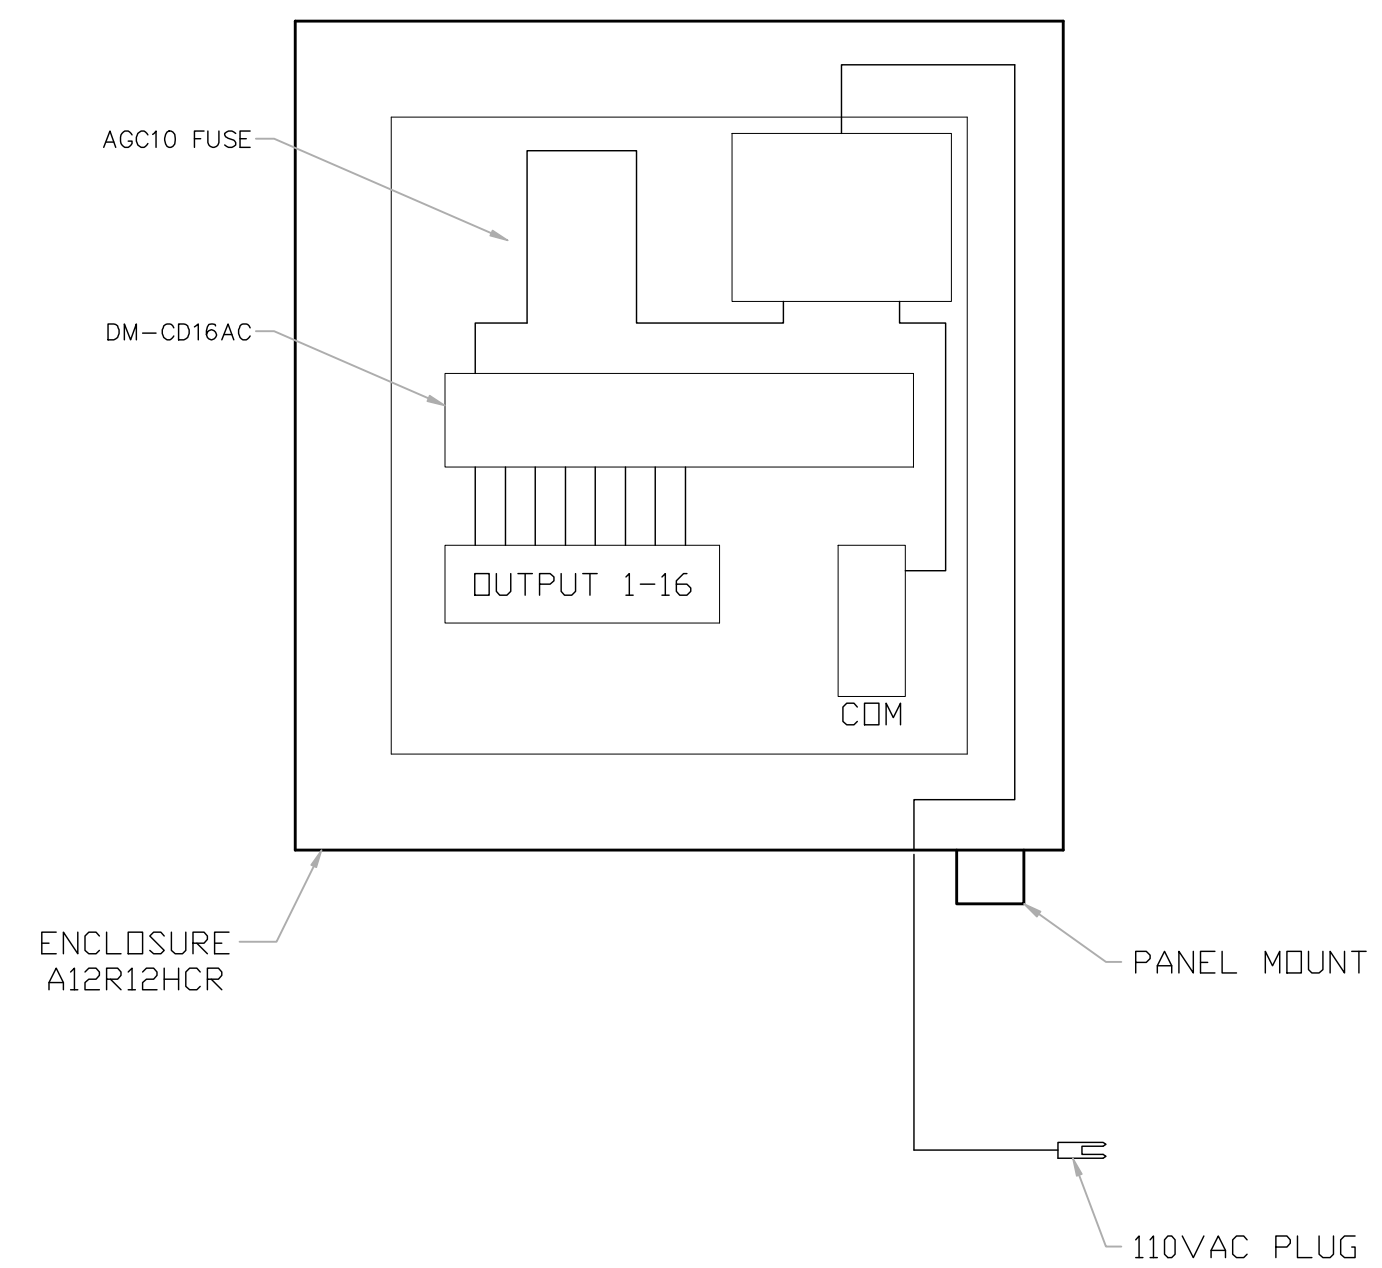 AGC10 FUSE
DM-CD16AC
OUTPUT 1-16
COM
ENCLOSURE
A12R12HCR
PANEL MOUNT
110VAC PLUG